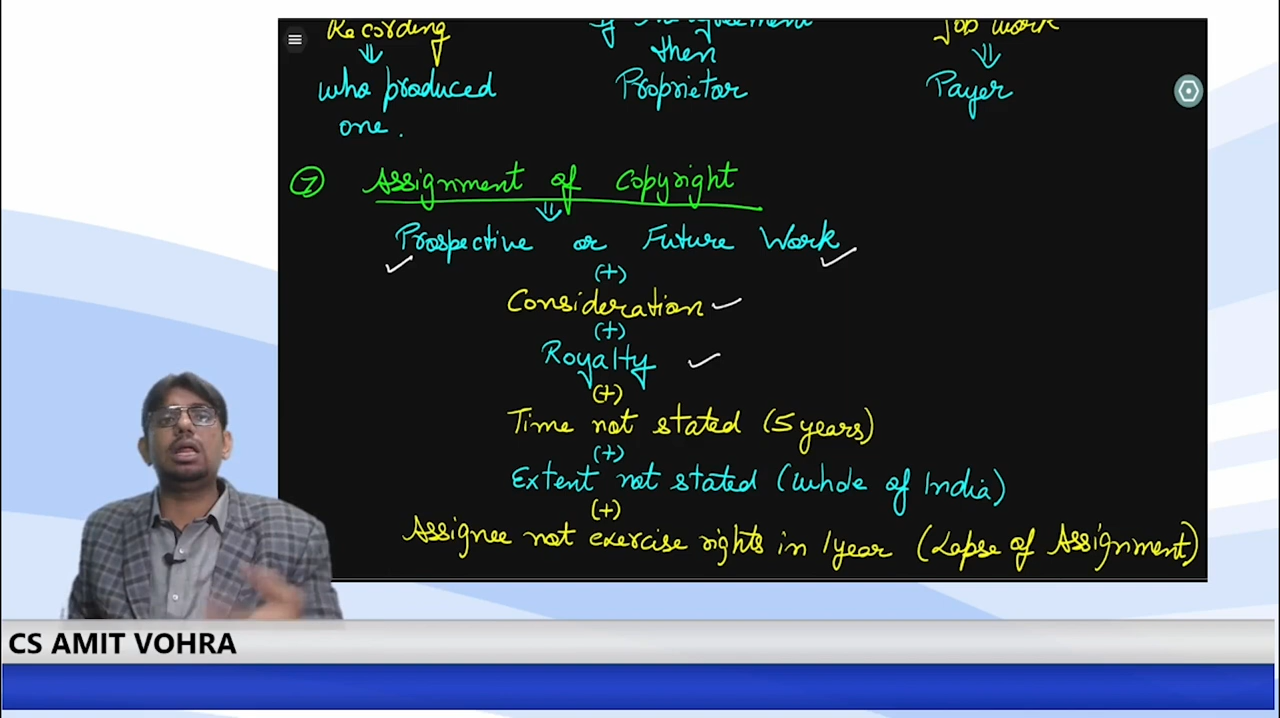 Recording
then
Job work
who produced
one.
Proprietor
Payer
7 Assignment of Copyright
Prospective or Future Work
(+)
Consideration
(+)
Royalty
(+)
Time not stated (5 years)
(+)
Extent not stated (whole of India)
(+)
Assignee not exercise rights in 1 year (Lapse of Assignment)
CS AMIT VOHRA